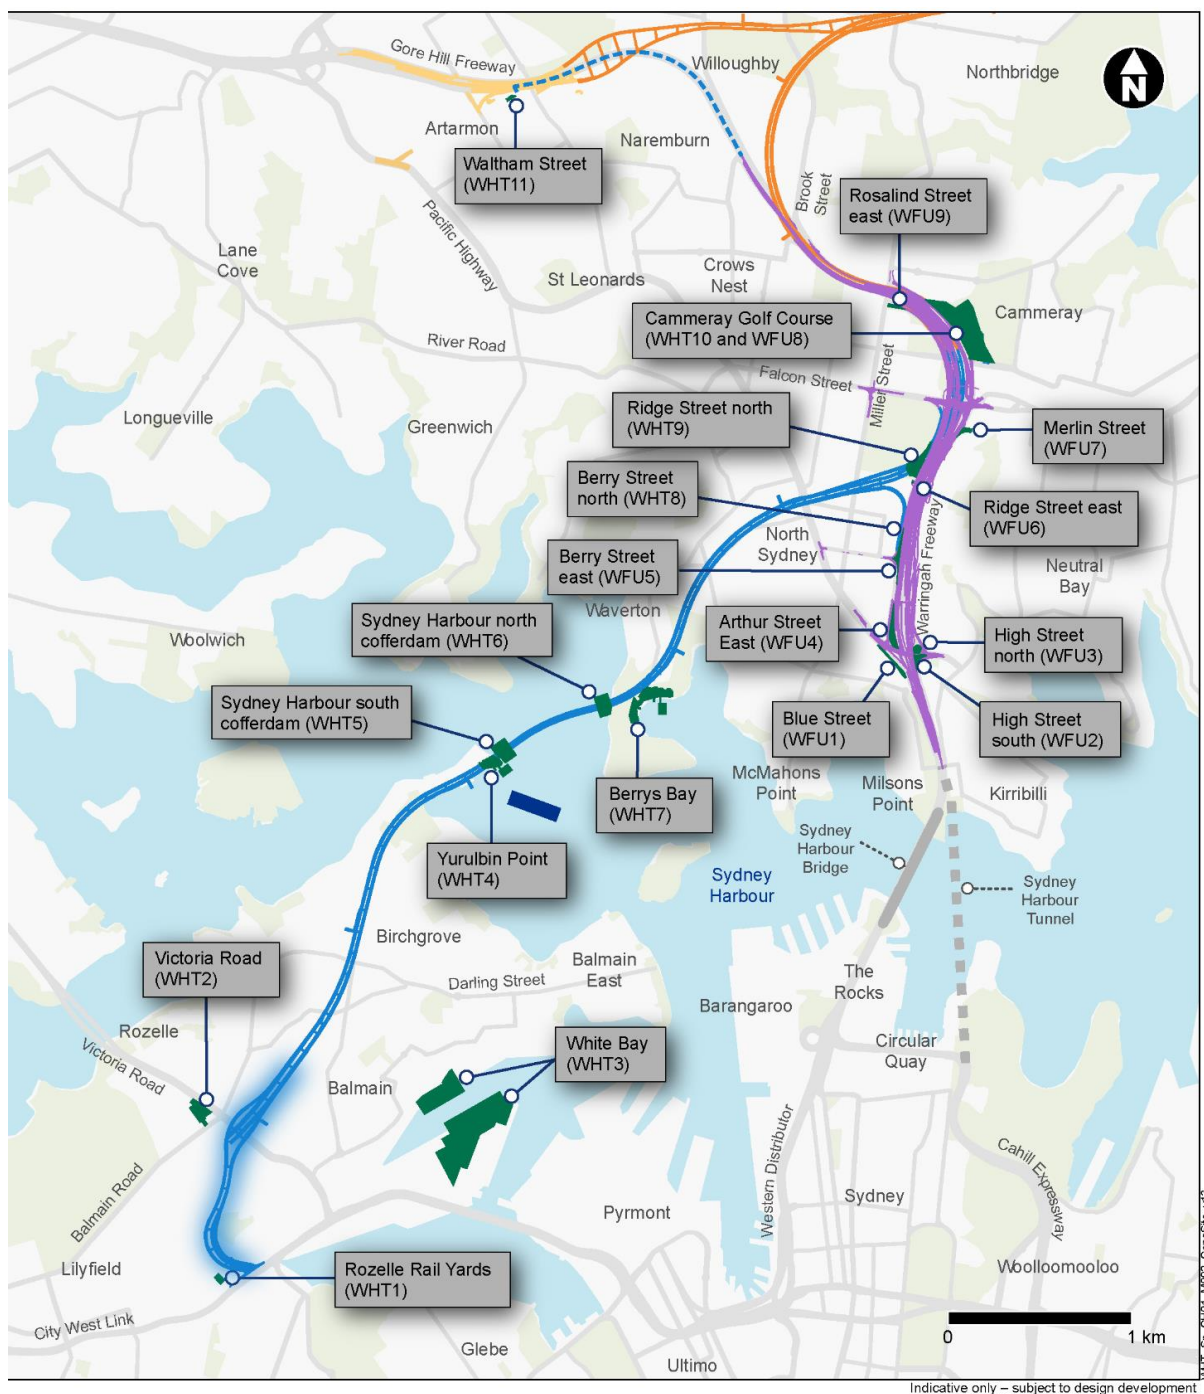 Gore Hill Freeway
Willoughby
Northbridge
N
Artarmon
Naremburn
Waltham Street
(WHT11)
Brook
Street
Rosalind Street
east (WFU9)
Pacific Highway
Lane
Cove
St Leonards
Crows
Nest
Cammeray Golf Course
(WHT10 and WFU8)
Cammeray
River Road
Falcon Street
Miller Street
Longueville
Greenwich
Ridge Street north
(WHT9)
Merlin Street
(WFU7)
Berry Street
north (WHT8)
Ridge Street east
(WFU6)
North
Sydney
Warringah Freeway
Berry Street
east (WFU5)
Neutral
Bay
Waverton
Woolwich
Sydney Harbour north
cofferdam (WHT6)
Arthur Street
East (WFU4)
High Street
north (WFU3)
Sydney Harbour south
cofferdam (WHT5)
Blue Street
(WFU1)
High Street
south (WFU2)
Berrys Bay
(WHT7)
McMahons
Point
Milsons
Point
Kirribilli
Yurulbin Point
(WHT4)
Sydney
Harbour
Bridge
Sydney
Harbour
Sydney
Harbour
Tunnel
Birchgrove
Victoria Road
(WHT2)
Darling Street
Balmain
East
The
Rocks
Barangaroo
Rozelle
Victoria Road
White Bay
(WHT3)
Circular
Quay
Balmain
Western Distributor
Cahill Expressway
Balmain Road
Pyrmont
Sydney
Lilyfield
Rozelle Rail Yards
(WHT1)
Woolloomooloo
City West Link
Glebe
Ultimo
0
1 km
Indicative only – subject to design development